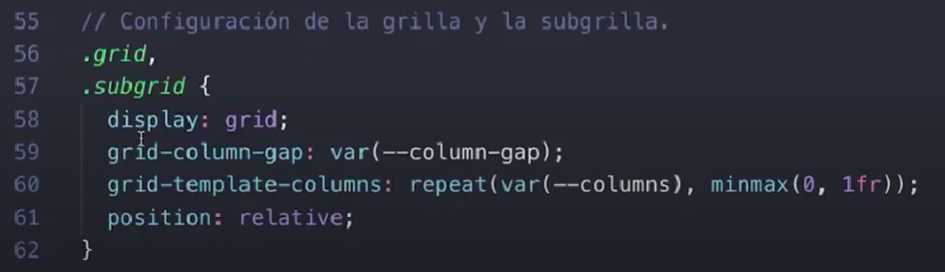 55 // Configuración de la grilla y la subgrilla.
56 .grid,
57 .subgrid {
58 display: grid;
59 grid-column-gap: var(--column-gap);
60 grid-template-columns: repeat(var(--columns), minmax(0, 1fr));
61 position: relative;
62 }